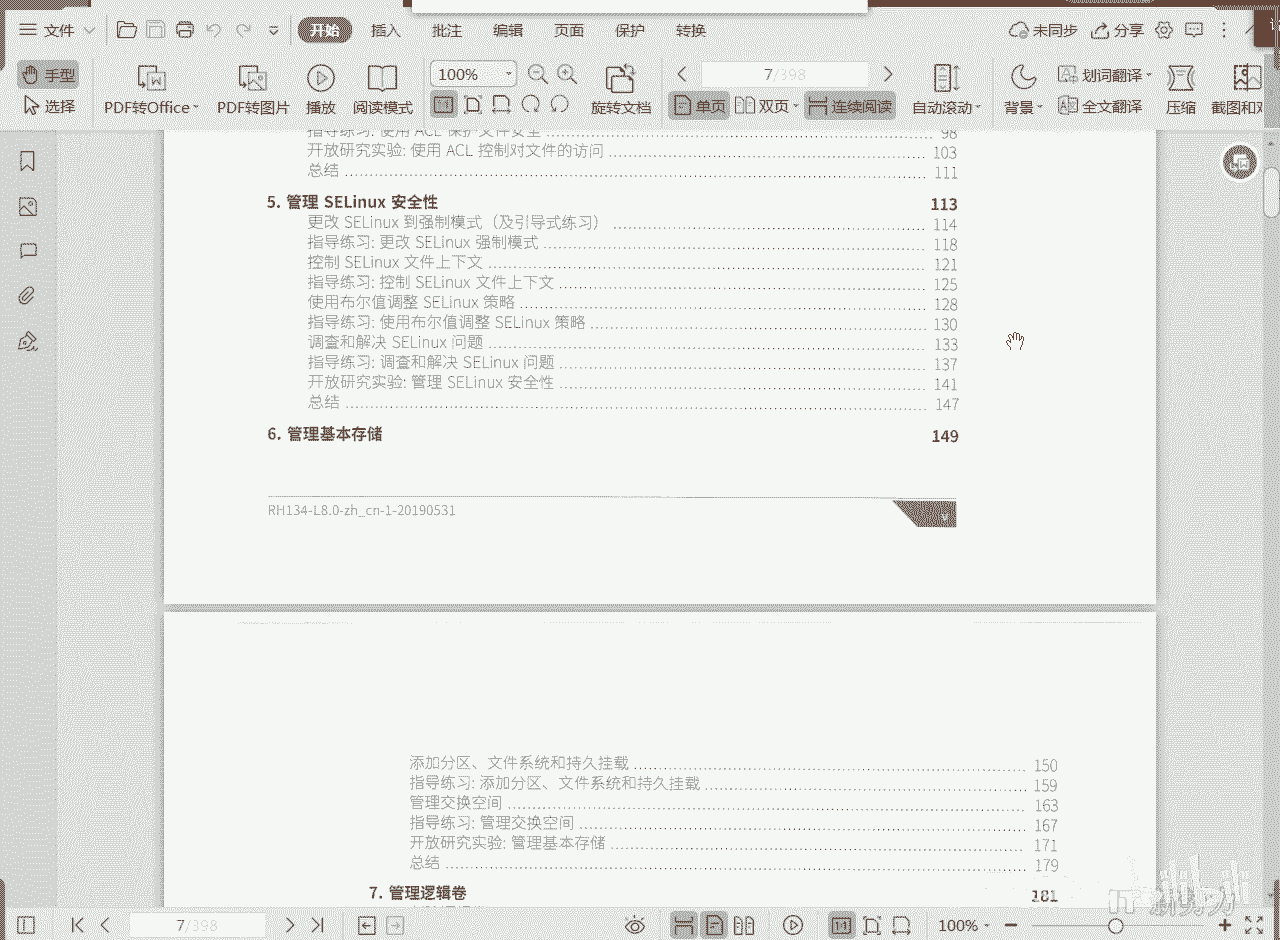 文件
开始
插入
批注
编辑
页面
保护
转换
未同步
分享
手型
选择
PDF转Office
PDF转图片
播放
阅读模式
100%
旋转文档
7/398
单页
双页
连续阅读
自动滚动
背景
划词翻译
全文翻译
压缩
指导练习: 使用 ACL 保护文件安全 98
开放研究实验: 使用 ACL 控制对文件的访问 103
总结 111
5. 管理 SELinux 安全性 113
更改 SELinux 到强制模式（及引导式练习） 114
指导练习: 更改 SELinux 强制模式 118
控制 SELinux 文件上下文 121
指导练习: 控制 SELinux 文件上下文 125
使用布尔值调整 SELinux 策略 128
指导练习: 使用布尔值调整 SELinux 策略 130
调查和解决 SELinux 问题 133
指导练习: 调查和解决 SELinux 问题 137
开放研究实验: 管理 SELinux 安全性 141
总结 147
6. 管理基本存储 149
RH134-L8.0-zh_cn-1-20190531
v
添加分区、文件系统和持久挂载 150
指导练习: 添加分区、文件系统和持久挂载 159
管理交换空间 163
指导练习: 管理交换空间 167
开放研究实验: 管理基本存储 171
总结 179
7. 管理逻辑卷 181
7/398
100%